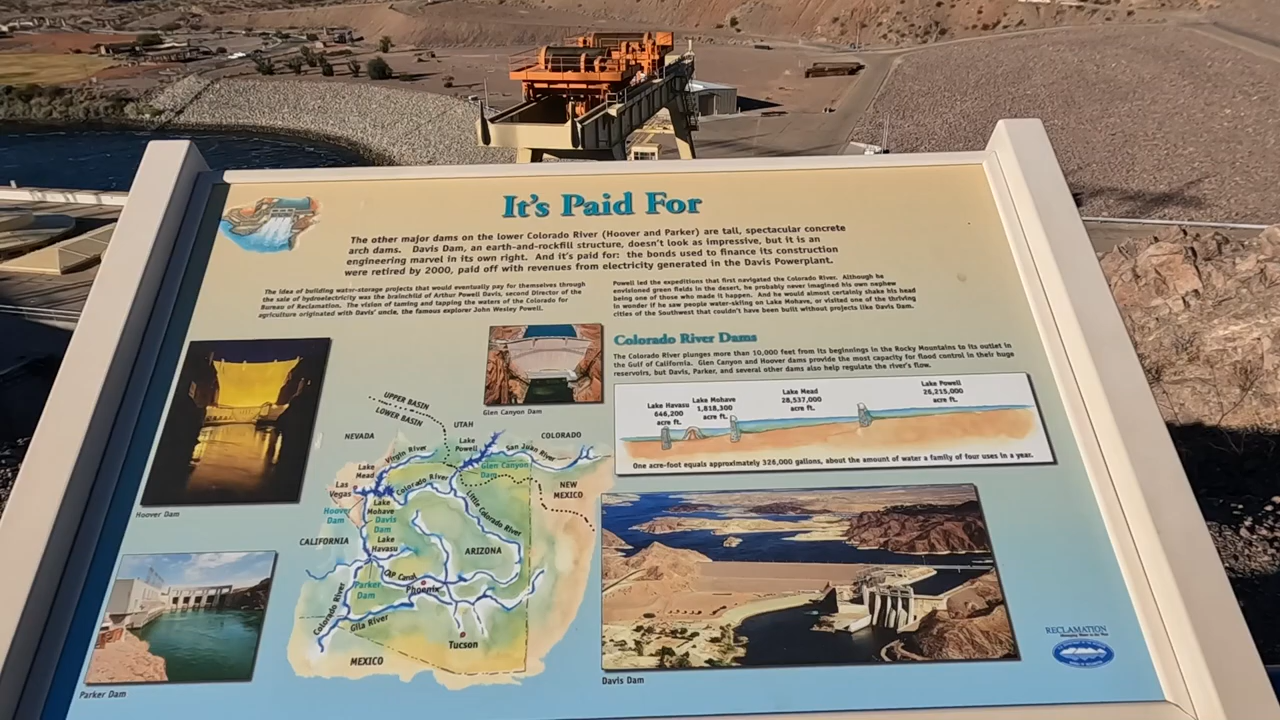 It's Paid For
The other major dams on the lower Colorado River (Hoover and Parker) are tall, spectacular concrete
arch dams. Davis Dam, an earth-and-rockfill structure, doesn't look as impressive, but it is an
engineering marvel in its own right. And it's paid for: the bonds used to finance its construction
were retired by 2000, paid off with revenues from electricity generated in the Davis Powerplant.
The idea of building water-storage projects that would eventually pay for themselves through
the sale of hydroelectricity was the brainchild of Arthur Powell Davis, second Director of the
Bureau of Reclamation. The vision of taming and tapping the waters of the Colorado for
agriculture originated with Davis' uncle, the famous explorer John Wesley Powell.
Powell led the expeditions that first navigated the Colorado River. Although he
envisioned green fields in the desert, he probably never imagined his own nephew
being one of those who made it happen. And he would almost certainly shake his head
in wonder if he saw people water-skiing on Lake Mohave, or visited one of the thriving
cities of the Southwest that couldn't have been built without projects like Davis Dam.
Hoover Dam
Glen Canyon Dam
Parker Dam
Colorado River Dams
The Colorado River plunges more than 10,000 feet from its beginnings in the Rocky Mountains to its outlet in
the Gulf of California. Glen Canyon and Hoover dams provide the most capacity for flood control in their huge
reservoirs, but Davis, Parker, and several other dams also help regulate the river's flow.
Lake Havasu
646,200
acre ft.
Lake Mohave
1,818,300
acre ft.
Lake Mead
28,537,000
acre ft.
Lake Powell
26,215,000
acre ft.
One acre-foot equals approximately 326,000 gallons, about the amount of water a family of four uses in a year.
UPPER BASIN
LOWER BASIN
UTAH
NEVADA
COLORADO
Virgin River
Lake
Powell
San Juan River
Glen Canyon
Dam
Lake
Mead
Las
Vegas
Colorado River
NEW
MEXICO
Hoover
Dam
Lake
Mohave
Davis
Dam
Little Colorado River
CALIFORNIA
Lake
Havasu
ARIZONA
CAP Canal
Parker
Dam
Phoenix
Colorado River
Gila River
Tucson
MEXICO
Davis Dam
RECLAMATION